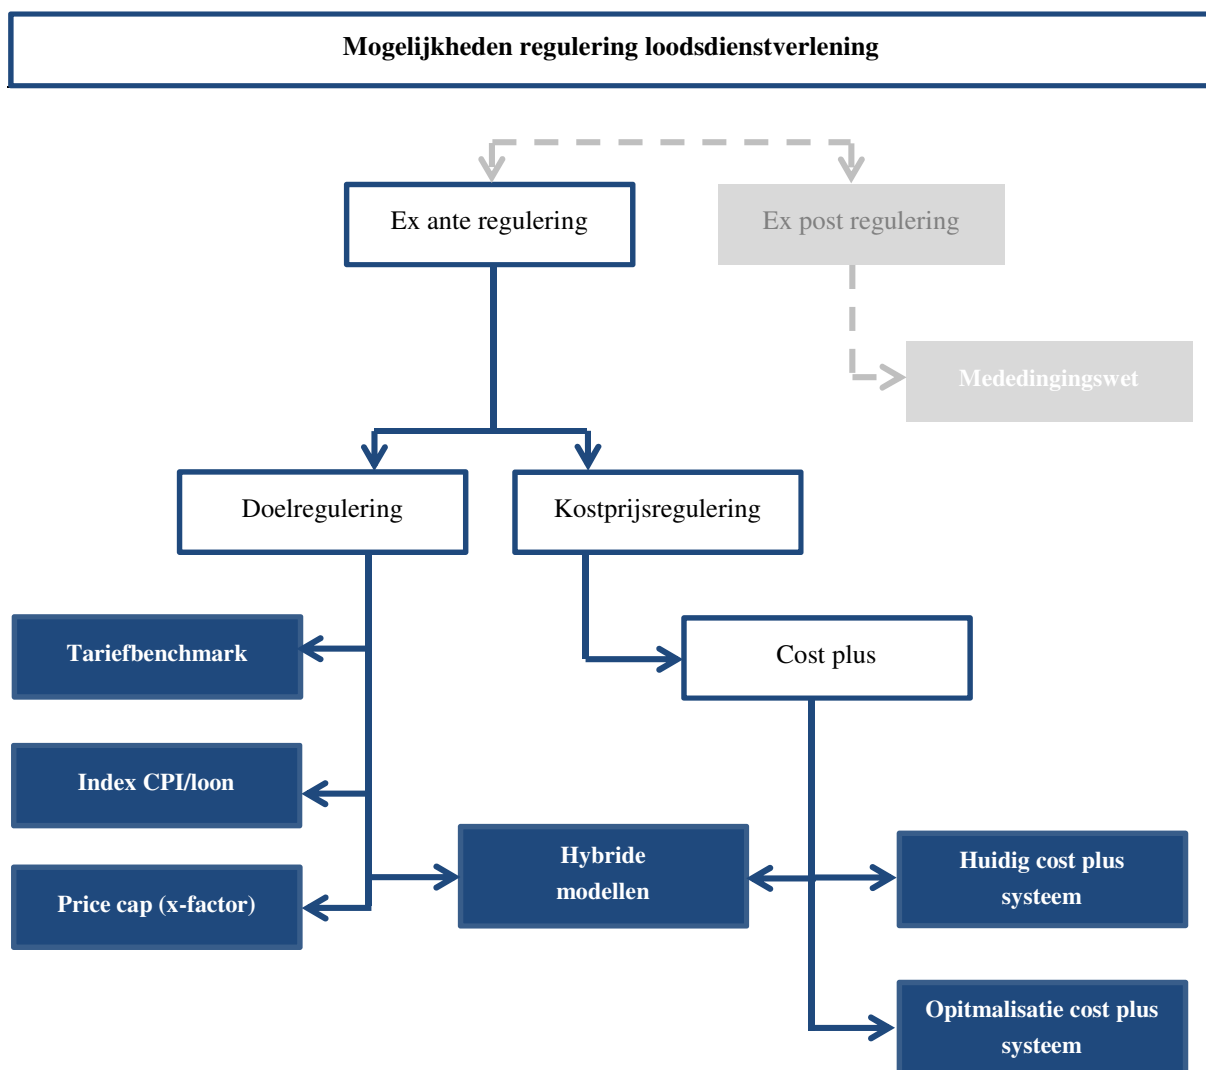 Mogelijkheden regulering loodsdienstverlening
Ex ante regulering
Ex post regulering
Mededingingswet
Doelregulering
Kostprijsregulering
Tariefbenchmark
Cost plus
Index CPI/loon
Hybride
modellen
Huidig cost plus
systeem
Price cap (x-factor)
Opitmalisatie cost plus
systeem